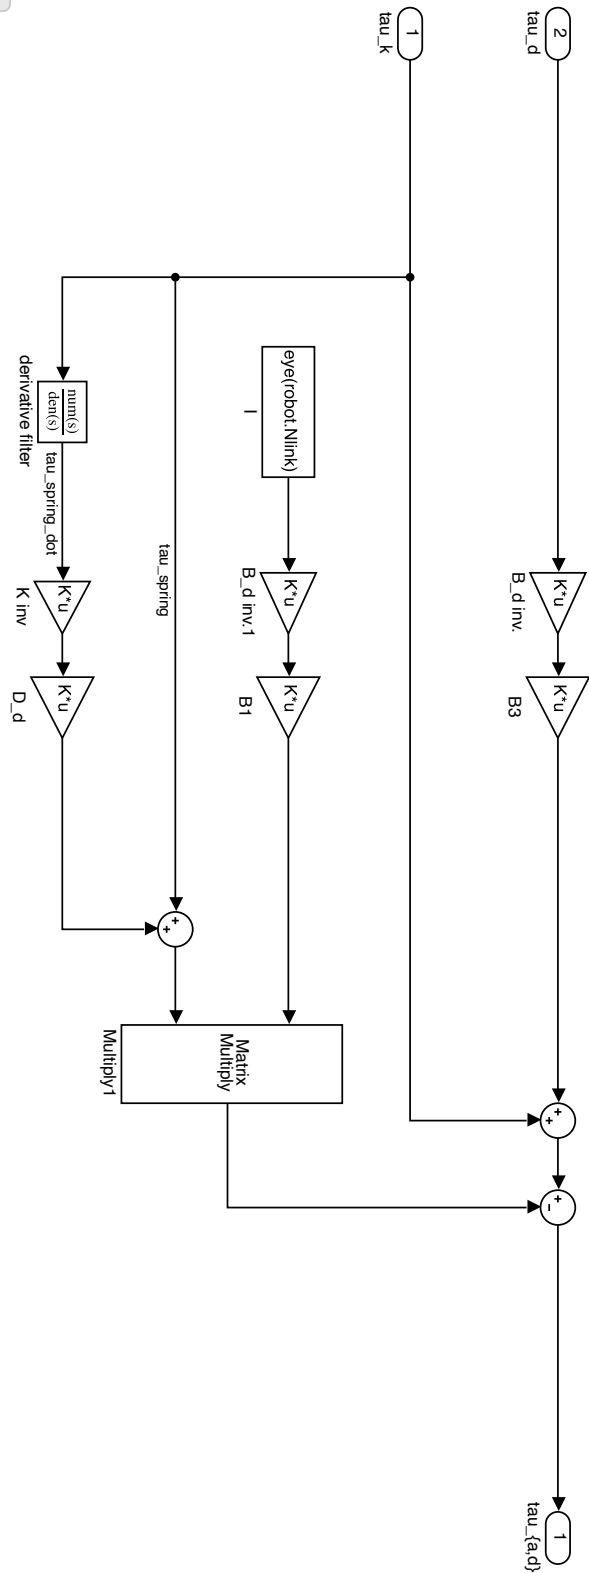 2
tau_d
K*u
B_d inv.
K*u
B3
+
+
+
-
1
tau_{a,d}
1
tau_k
eye(robot.Nlink)
I
K*u
B_d inv.1
K*u
B1
Matrix
Multiply
Multiply1
tau_spring
+
+
num(s)
den(s)
derivative filter
tau_spring_dot
K*u
K inv
K*u
D_d